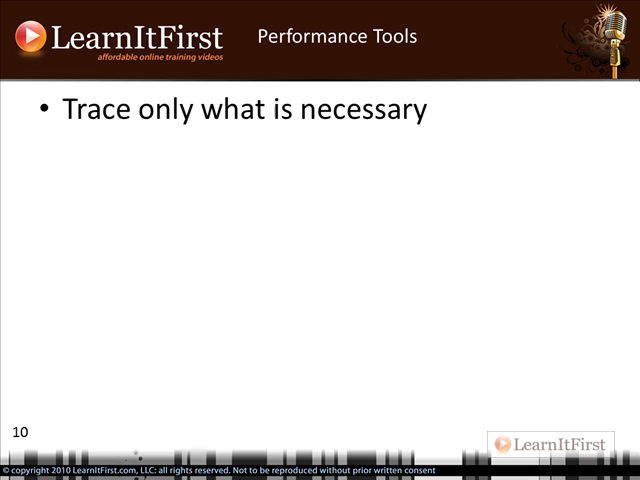 LearnItFirst
affordable online training videos
Performance Tools
• Trace only what is necessary
10
LearnItFirst
© copyright 2010 LearnItFirst.com, LLC: all rights reserved. Not to be reproduced without prior written consent